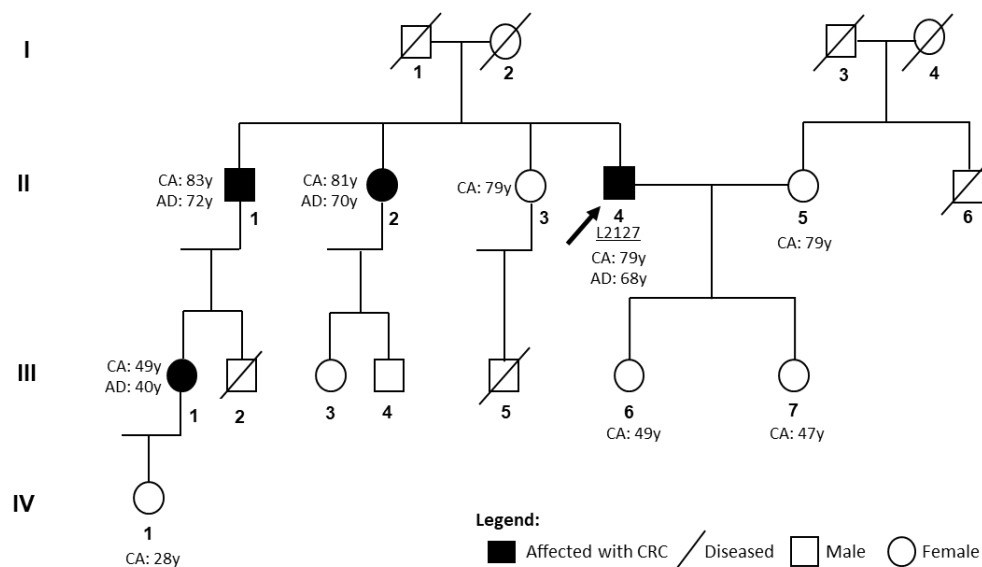 I
1
2
3
4
II
CA: 83y
AD: 72y
1
CA: 81y
AD: 70y
2
CA: 79y
3
4
L2127
CA: 79y
AD: 68y
5
CA: 79y
6
III
CA: 49y
AD: 40y
1
2
3
4
5
6
CA: 49y
7
CA: 47y
IV
1
CA: 28y
Legend:
Affected with CRC
Diseased
Male
Female